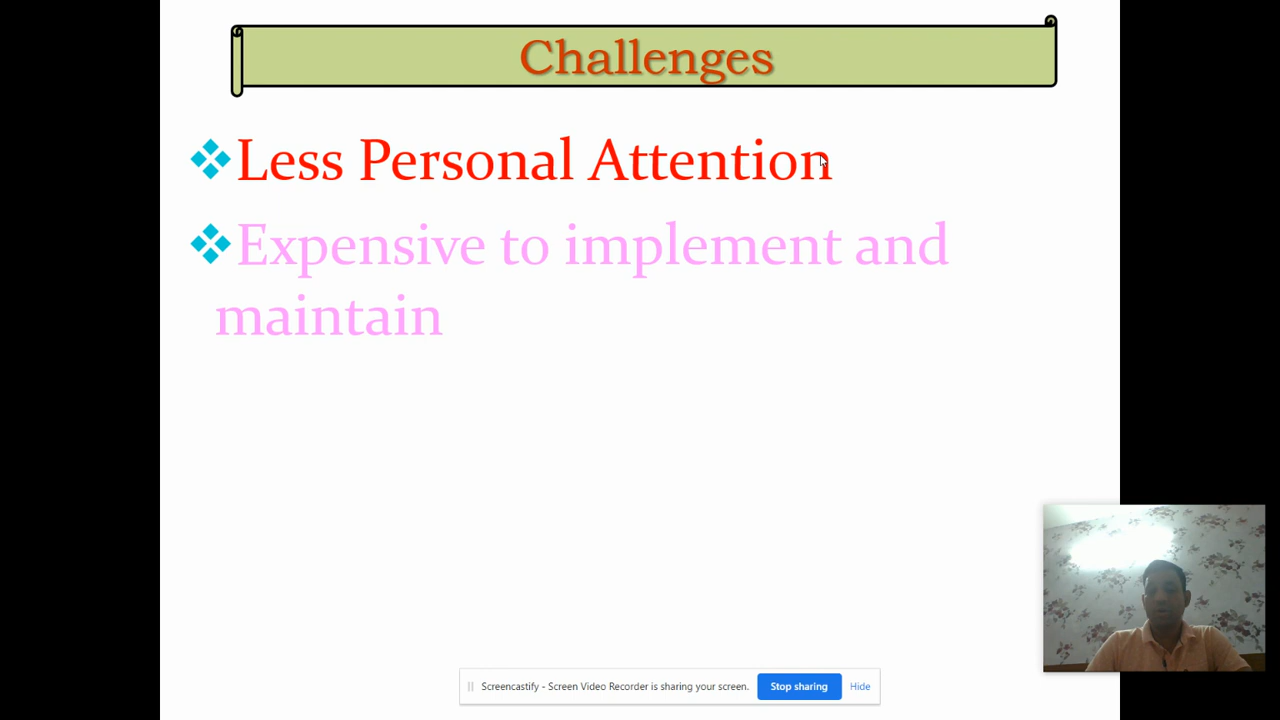 Challenges
Less Personal Attention
Expensive to implement and
maintain
Screencastify - Screen Video Recorder is sharing your screen. Stop sharing Hide